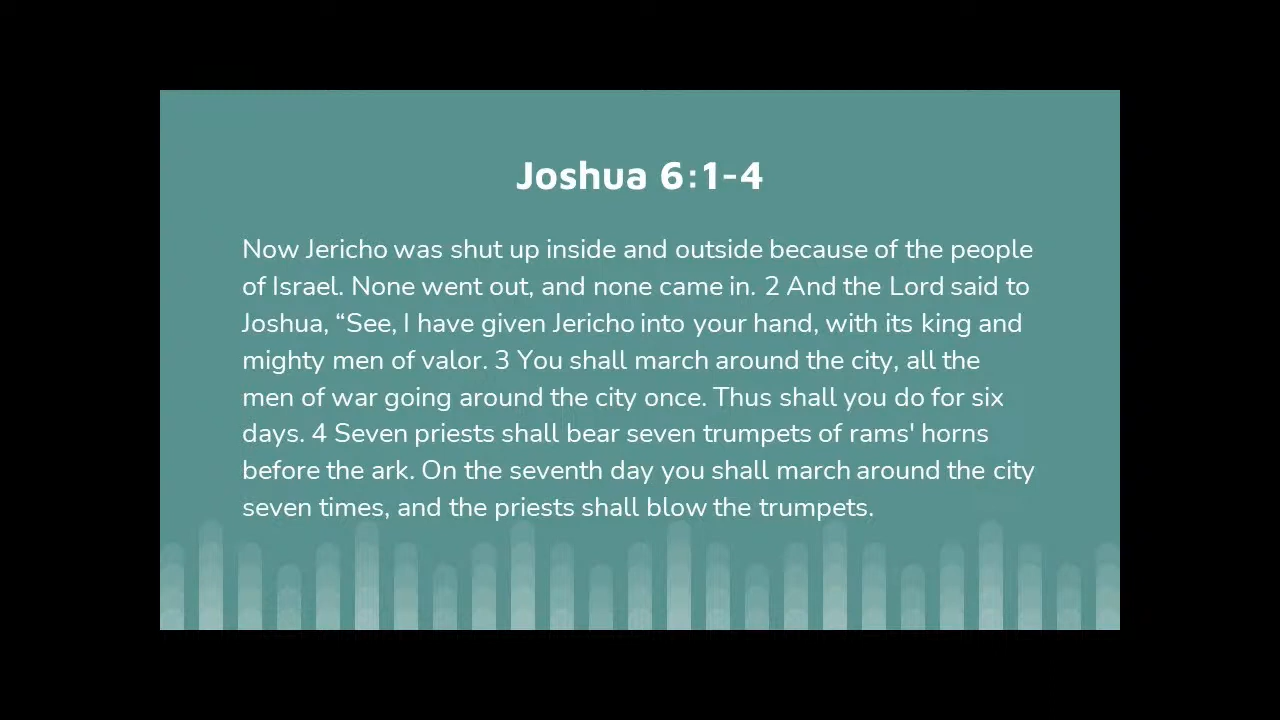 Joshua 6:1-4
Now Jericho was shut up inside and outside because of the people
of Israel. None went out, and none came in. 2 And the Lord said to
Joshua, “See, I have given Jericho into your hand, with its king and
mighty men of valor. 3 You shall march around the city, all the
men of war going around the city once. Thus shall you do for six
days. 4 Seven priests shall bear seven trumpets of rams' horns
before the ark. On the seventh day you shall march around the city
seven times, and the priests shall blow the trumpets.